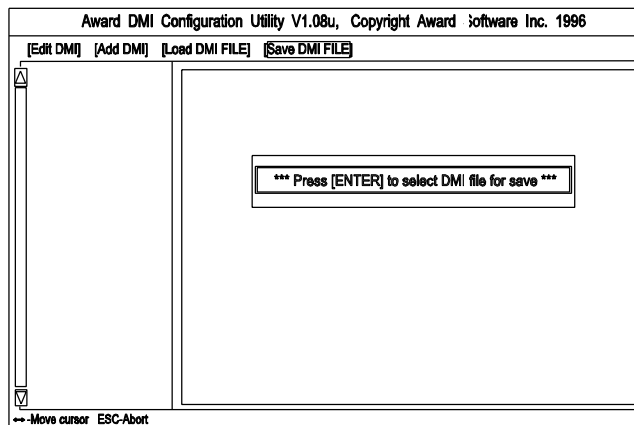 Award DMI Configuration Utility V1.08u, Copyright Award Software Inc. 1996
[Edit DMI] [Add DMI] [Load DMI FILE] [Save DMI FILE]
*** Press [ENTER] to select DMI file for save ***
↔-Move cursor ESC-Abort